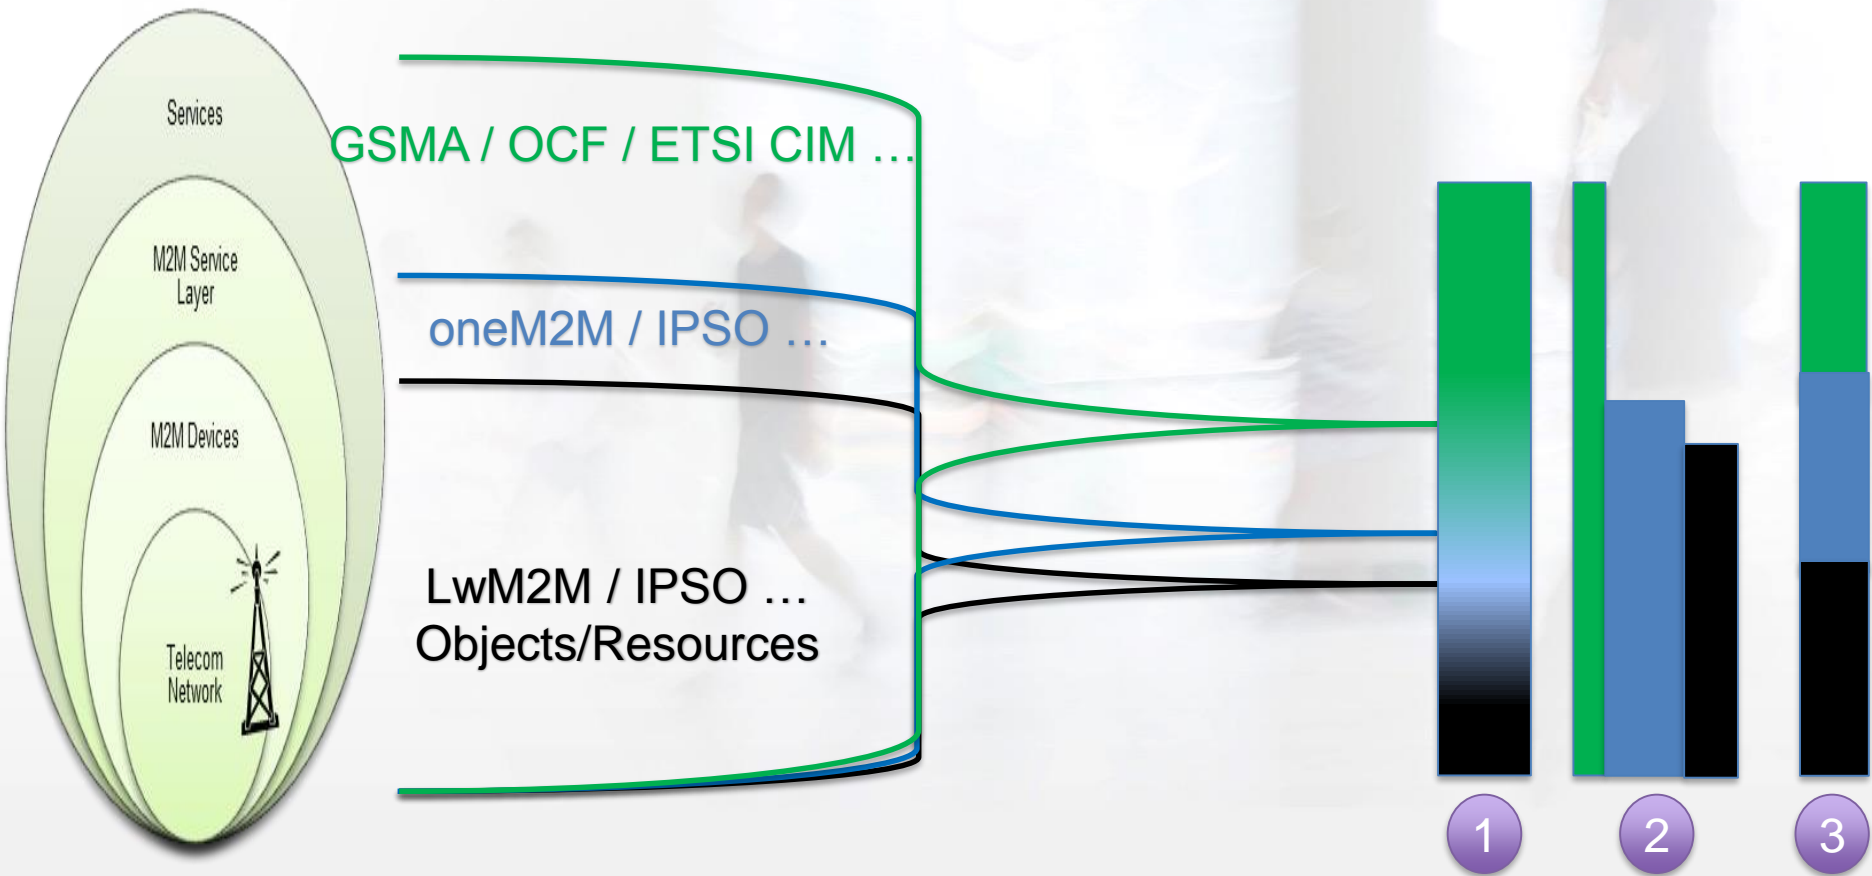 Services
M2M Service
Layer
M2M Devices
Telecom
Network
GSMA / OCF / ETSI CIM …
oneM2M / IPSO …
LwM2M / IPSO …
Objects/Resources
1
2
3